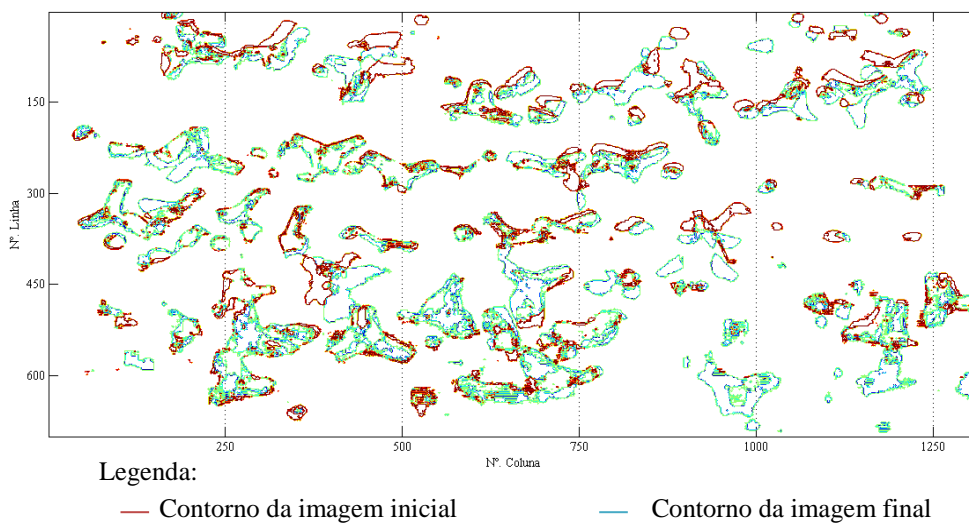 150
300
450
600
Nº. Linha
250
500
750
1000
1250
Nº. Coluna
Legenda:
Contorno da imagem inicial
Contorno da imagem final